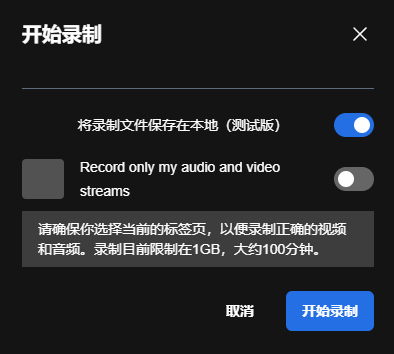 开始录制
将录制文件保存在本地（测试版）
Record only my audio and video
streams
请确保你选择当前的标签页，以便录制正确的视频
和音频。录制目前限制在1GB，大约100分钟。
取消
开始录制